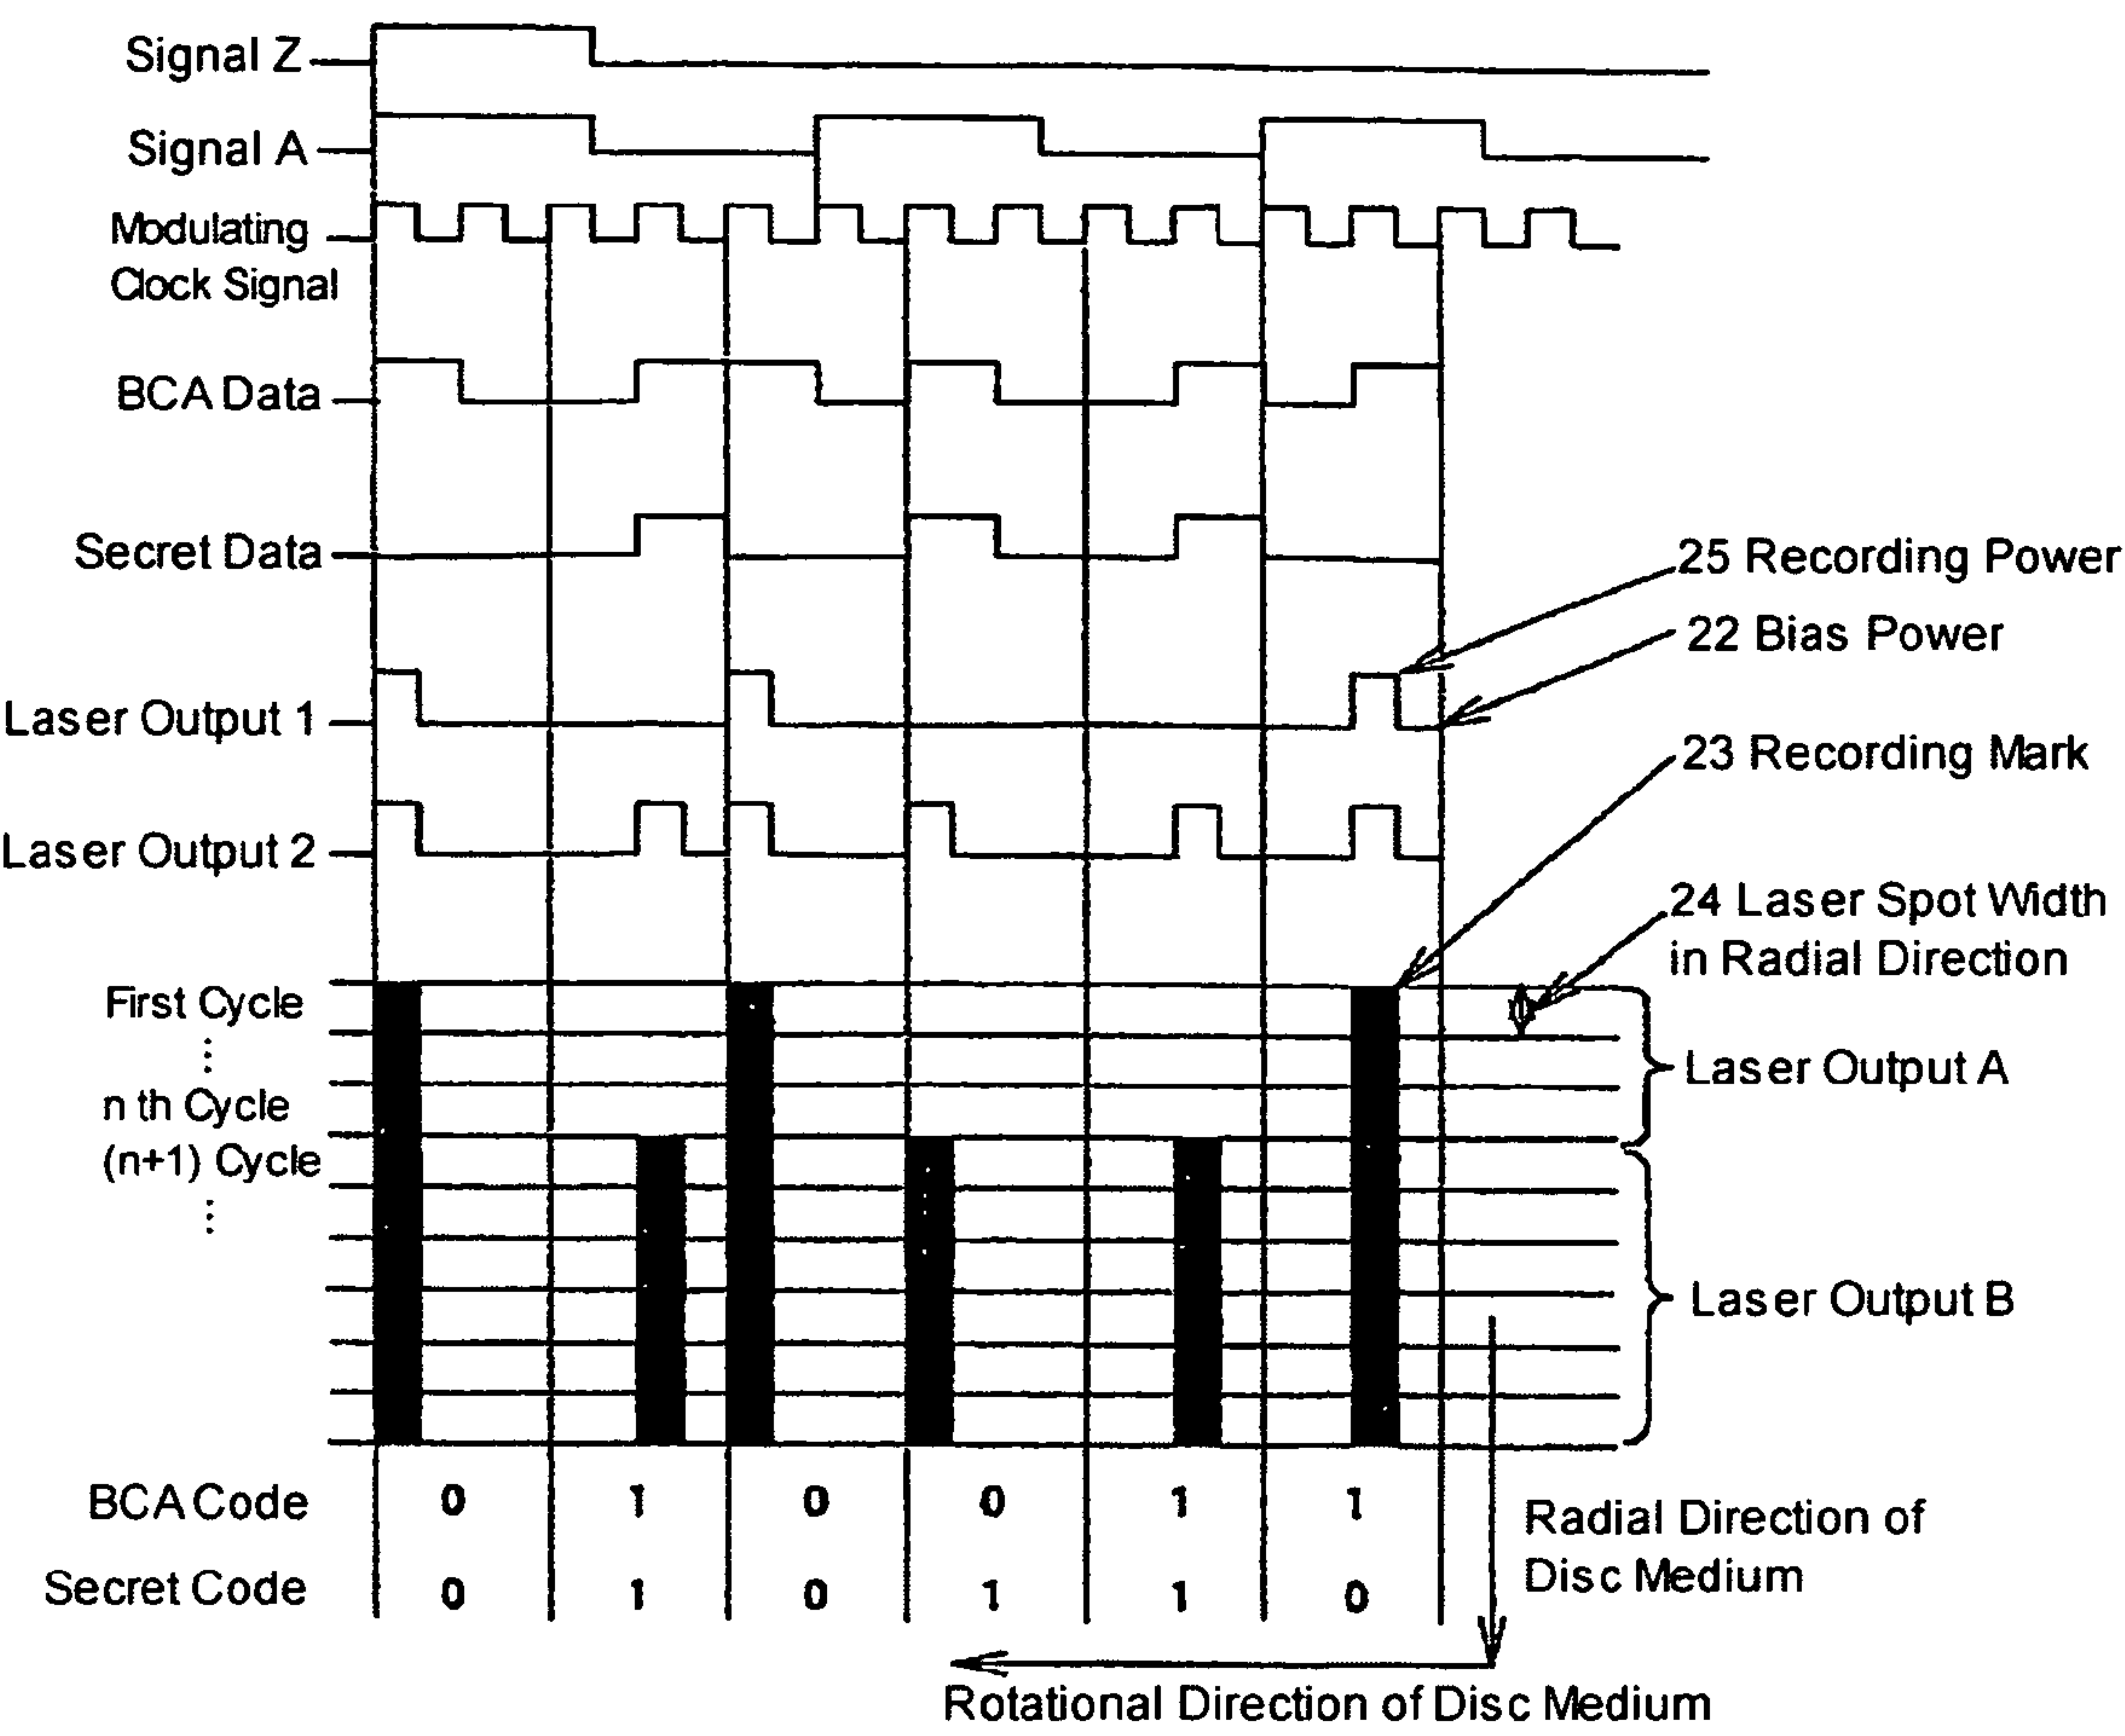 Signal Z
Signal A
Modulating
Clock Signal
BCA Data
Secret Data
25 Recording Power
22 Bias Power
Laser Output 1
23 Recording Mark
Laser Output 2
24 Laser Spot Width
in Radial Direction
First Cycle
⋮
n th Cycle
Laser Output A
(n+1) Cycle
⋮
Laser Output B
BCA Code 0 1 0 0 1 1
Radial Direction of
Disc Medium
Secret Code 0 1 0 1 1 0
Rotational Direction of Disc Medium